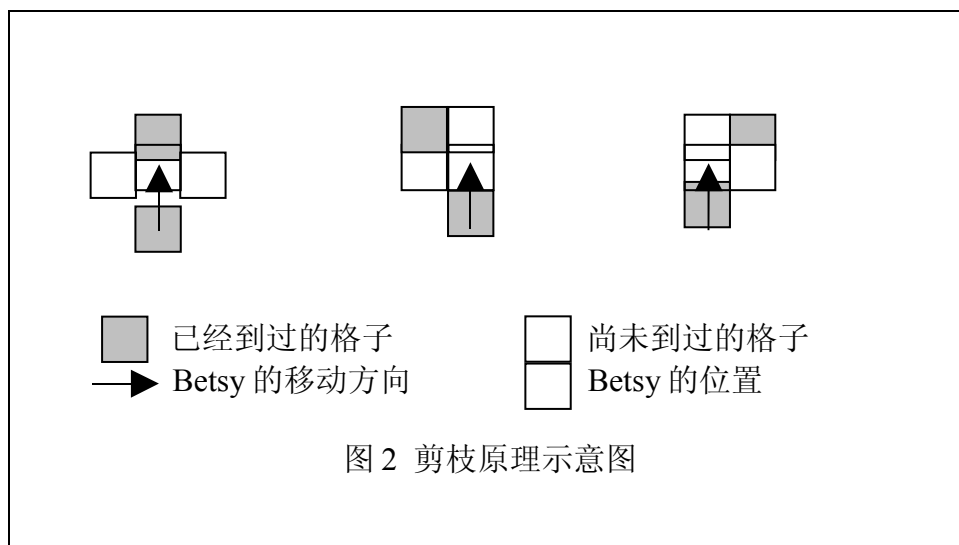 已经到过的格子
尚未到过的格子
Betsy 的移动方向
Betsy 的位置
图 2 剪枝原理示意图